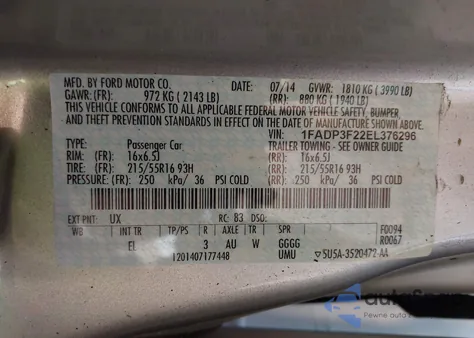 MFD. BY FORD MOTOR CO. DATE: 07/14 GVWR: 1810 KG (3990 LB)
GAWR: (FR): 972 KG (2143 LB) (RR): 880 KG (1940 LB)
THIS VEHICLE CONFORMS TO ALL APPLICABLE FEDERAL MOTOR VEHICLE SAFETY, BUMPER,
AND THEFT PREVENTION STANDARDS IN EFFECT ON THE DATE OF MANUFACTURE SHOWN ABOVE.
VIN: 1FADP3F22EL376296
TYPE: Passenger Car TRAILER TOWING - SEE OWNER GUIDE
RIM: (FR): 16x6.5J (RR): 16x6.5J
TIRE: (FR): 215/55R16 93H (RR): 215/55R16 93H
PRESSURE: (FR): 250 kPa/ 36 PSI COLD (RR): 250 kPa/ 36 PSI COLD
EXT PNT: UX RC: 83 DSO:
WB INT TR TP/PS R AXLE TR SPR F0094
EL 3 AU W GGGG R0067
1201407177448 UMU 5U5A-3520472-AA